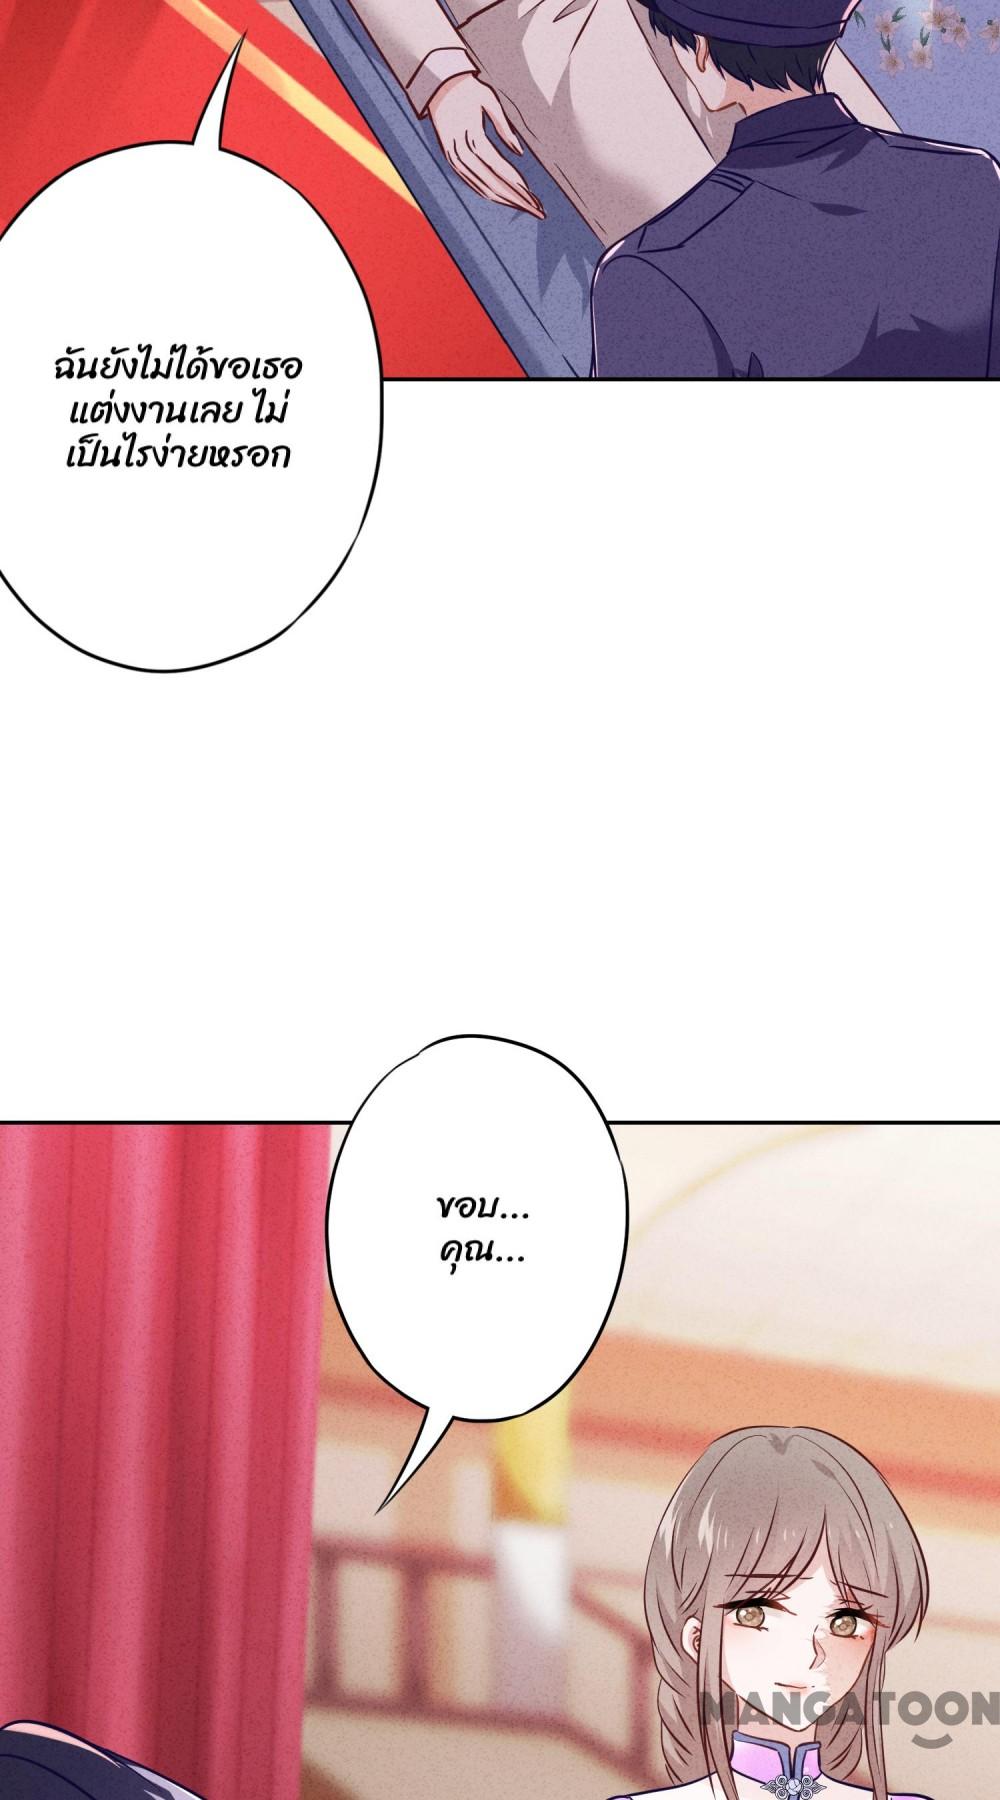 ฉันยังไม่ได้ขอเธอ
แต่งงานเลย ไม่
เป็นไรง่ายหรอก
ขอบ...
คุณ...
MANGATOON